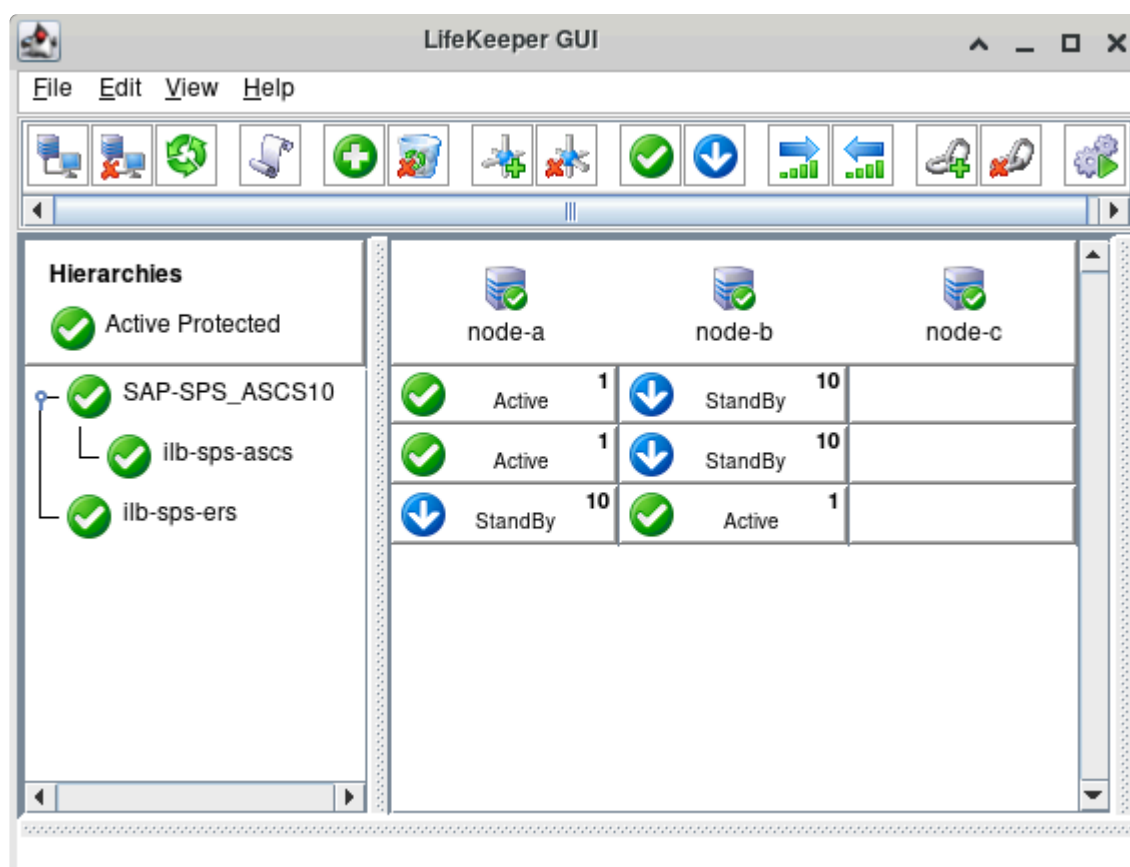 LifeKeeper GUI
File Edit View Help
Hierarchies
Active Protected
node-a node-b node-c
SAP-SPS_ASCS10 Active 1 StandBy 10
ilb-sps-ascs Active 1 StandBy 10
ilb-sps-ers StandBy 10 Active 1